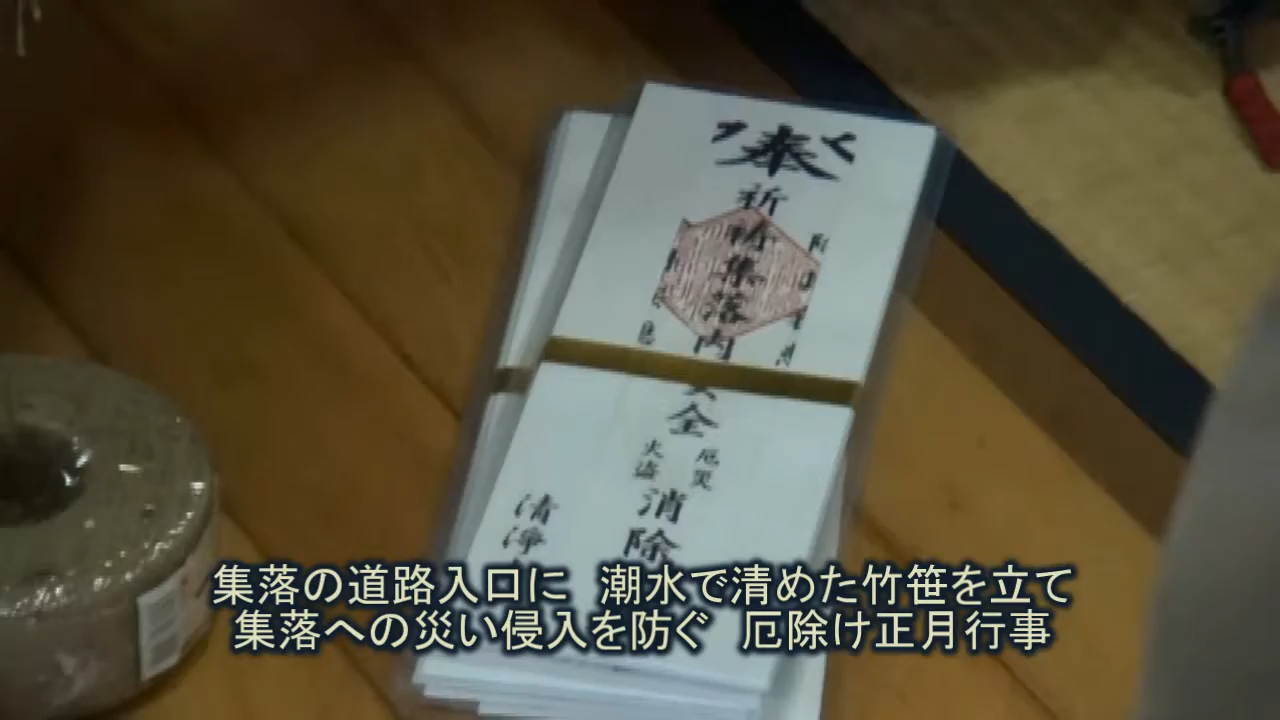 奉
祈祷集落内安全
厄災
火盗
消除
清浄
集落の道路入口に 潮水で清めた竹笹を立て
集落への災い侵入を防ぐ 厄除け正月行事